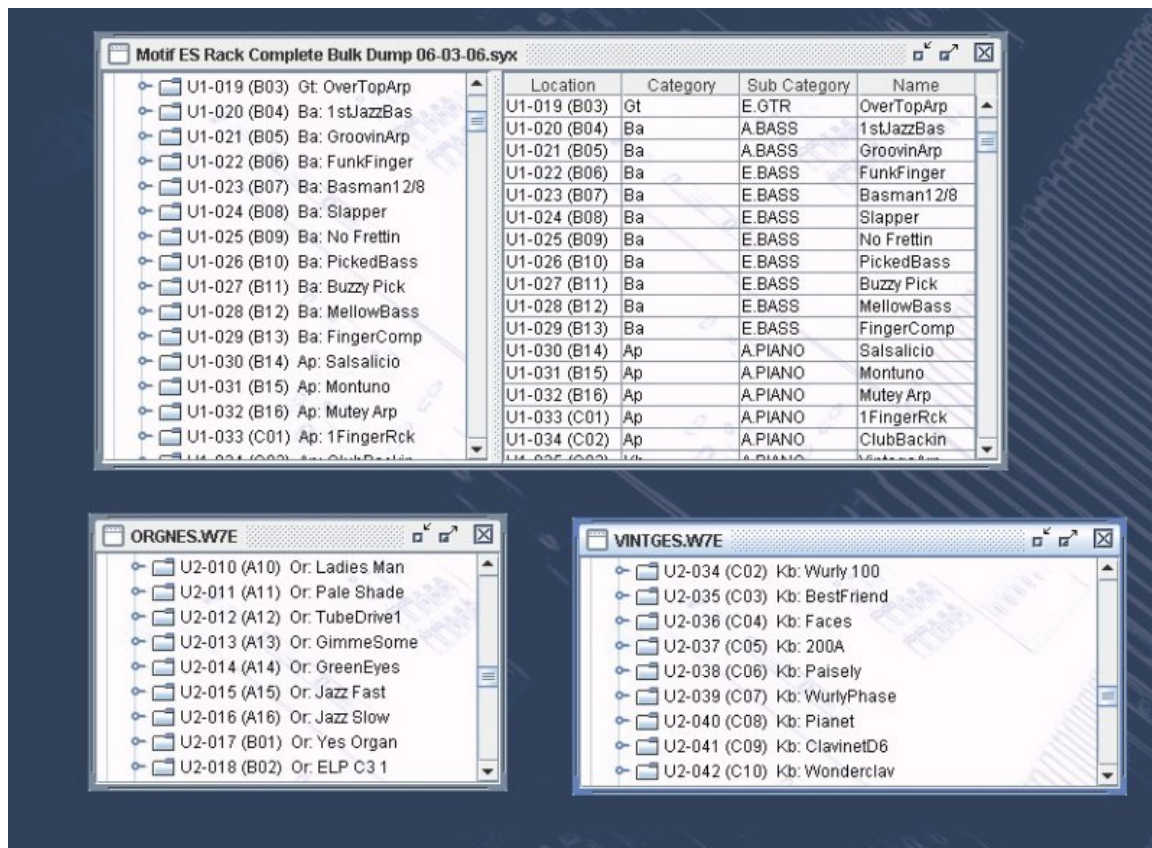 Motif ES Rack Complete Bulk Dump 06-03-06.syx
U1-019 (B03) Gt: OverTopArp
U1-020 (B04) Ba: 1stJazzBas
U1-021 (B05) Ba: GroovinArp
U1-022 (B06) Ba: FunkFinger
U1-023 (B07) Ba: Basman12/8
U1-024 (B08) Ba: Slapper
U1-025 (B09) Ba: No Frettin
U1-026 (B10) Ba: PickedBass
U1-027 (B11) Ba: Buzzy Pick
U1-028 (B12) Ba: MellowBass
U1-029 (B13) Ba: FingerComp
U1-030 (B14) Ap: Salsalicio
U1-031 (B15) Ap: Montuno
U1-032 (B16) Ap: Mutey Arp
U1-033 (C01) Ap: 1FingerRck
Location Category Sub Category Name
U1-019 (B03) Gt E.GTR OverTopArp
U1-020 (B04) Ba A.BASS 1stJazzBas
U1-021 (B05) Ba A.BASS GroovinArp
U1-022 (B06) Ba E.BASS FunkFinger
U1-023 (B07) Ba E.BASS Basman12/8
U1-024 (B08) Ba E.BASS Slapper
U1-025 (B09) Ba E.BASS No Frettin
U1-026 (B10) Ba E.BASS PickedBass
U1-027 (B11) Ba E.BASS Buzzy Pick
U1-028 (B12) Ba E.BASS MellowBass
U1-029 (B13) Ba E.BASS FingerComp
U1-030 (B14) Ap A.PIANO Salsalicio
U1-031 (B15) Ap A.PIANO Montuno
U1-032 (B16) Ap A.PIANO Mutey Arp
U1-033 (C01) Ap A.PIANO 1FingerRck
U1-034 (C02) Ap A.PIANO ClubBackin
ORGNES.W7E
U2-010 (A10) Or: Ladies Man
U2-011 (A11) Or: Pale Shade
U2-012 (A12) Or: TubeDrive1
U2-013 (A13) Or: GimmeSome
U2-014 (A14) Or: GreenEyes
U2-015 (A15) Or: Jazz Fast
U2-016 (A16) Or: Jazz Slow
U2-017 (B01) Or: Yes Organ
U2-018 (B02) Or: ELP C3 1
VINTGES.W7E
U2-034 (C02) Kb: Wurly 100
U2-035 (C03) Kb: BestFriend
U2-036 (C04) Kb: Faces
U2-037 (C05) Kb: 200A
U2-038 (C06) Kb: Paisely
U2-039 (C07) Kb: WurlyPhase
U2-040 (C08) Kb: Pianet
U2-041 (C09) Kb: ClavinetD6
U2-042 (C10) Kb: Wonderclav